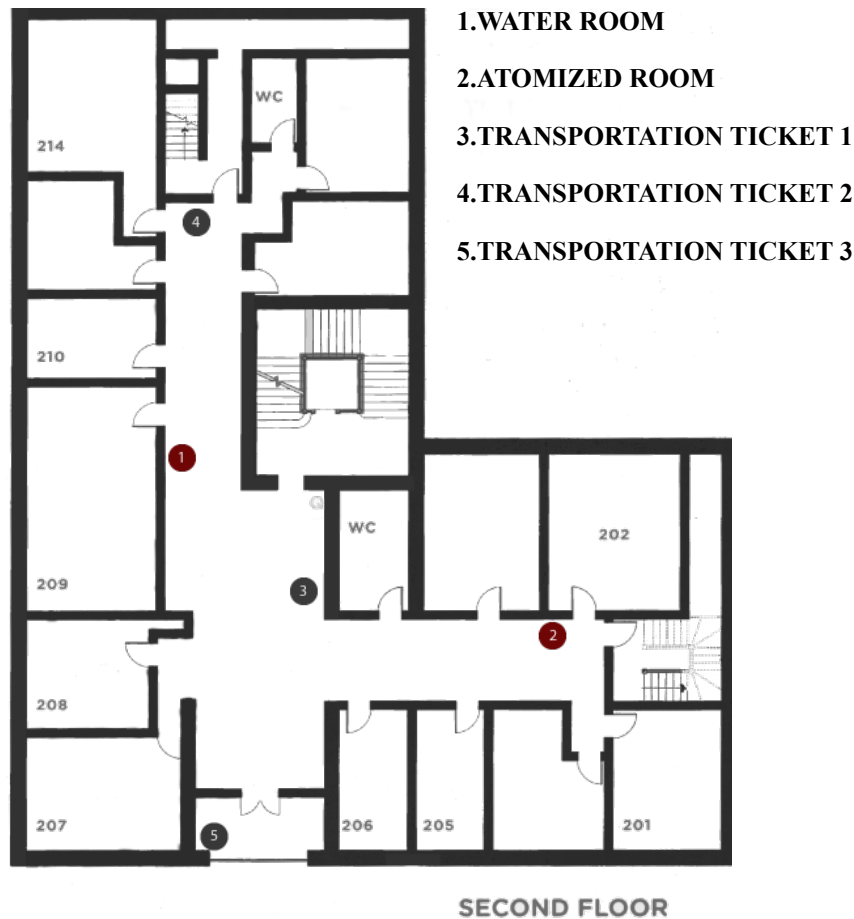 1.WATER ROOM
2.ATOMIZED ROOM
3.TRANSPORTATION TICKET 1
4.TRANSPORTATION TICKET 2
5.TRANSPORTATION TICKET 3
WC
214
4
210
1
WC
202
209
3
2
208
207
5
206
205
201
SECOND FLOOR